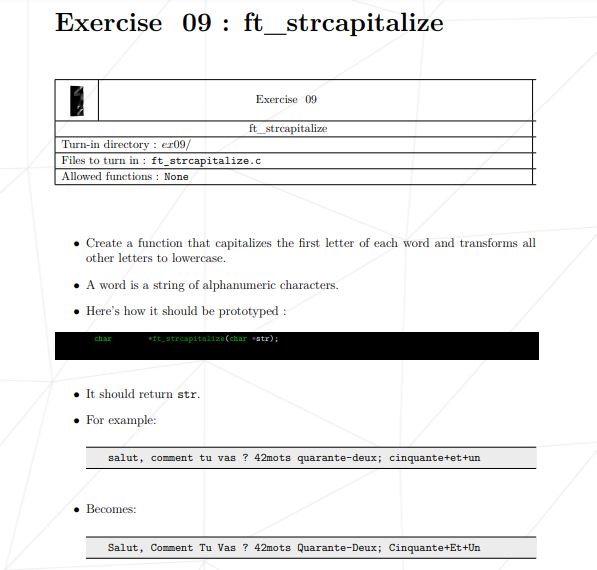 Exercise 09 : ft_strcapitalize
Exercise 09
ft_strcapitalize
Turn-in directory : ex09/
Files to turn in : ft_strcapitalize.c
Allowed functions : None
• Create a function that capitalizes the first letter of each word and transforms all
other letters to lowercase.
• A word is a string of alphanumeric characters.
• Here's how it should be prototyped :
char *ft_strcapitalize(char *str);
• It should return str.
• For example:
salut, comment tu vas ? 42mots quarante-deux; cinquante+et+un
• Becomes:
Salut, Comment Tu Vas ? 42mots Quarante-Deux; Cinquante+Et+Un